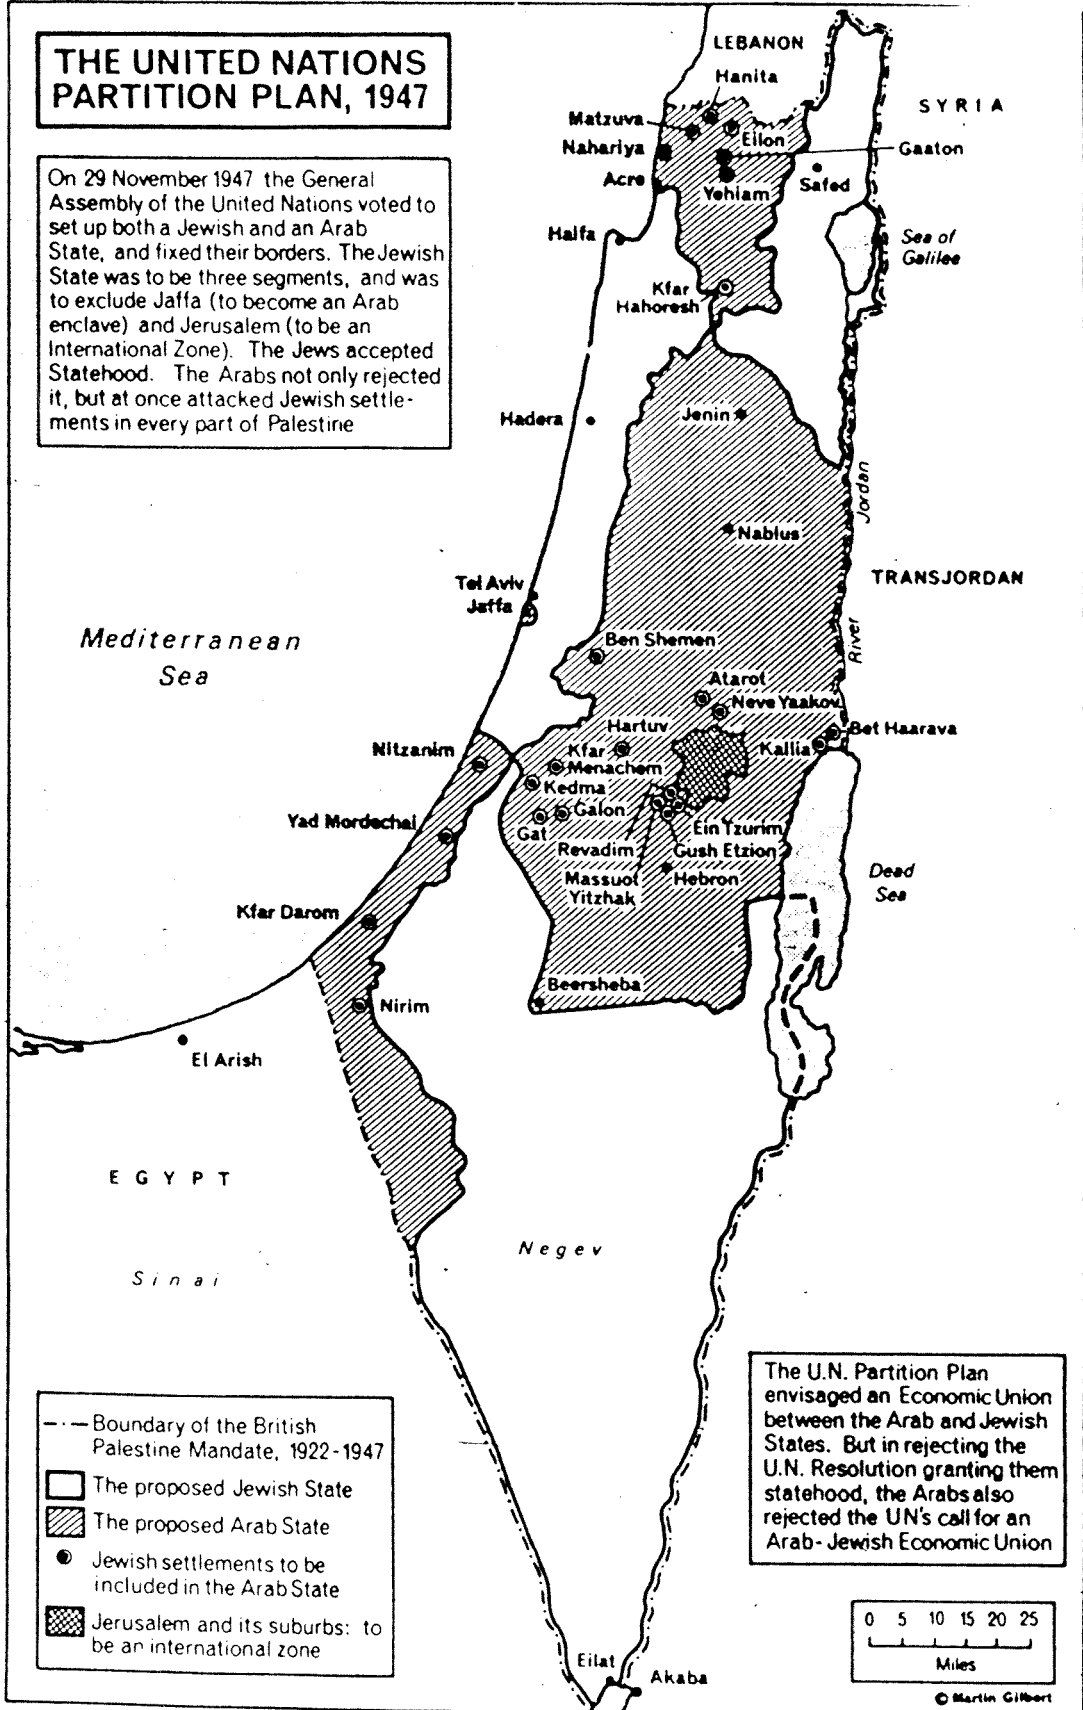 THE UNITED NATIONS
PARTITION PLAN, 1947
On 29 November 1947 the General
Assembly of the United Nations voted to
set up both a Jewish and an Arab
State, and fixed their borders. The Jewish
State was to be three segments, and was
to exclude Jaffa (to become an Arab
enclave) and Jerusalem (to be an
International Zone). The Jews accepted
Statehood. The Arabs not only rejected
it, but at once attacked Jewish settle-
ments in every part of Palestine
LEBANON
Hanita
SYRIA
Matzuva
Eilon
Nahariya
Gaaton
Acre
Yehiam
Safed
Haifa
Sea of
Galilee
Kfar
Hahoresh
Hadera
Jenin
Jordan
Nablus
TRANSJORDAN
Tel Aviv
Jaffa
Mediterranean
Sea
River
Ben Shemen
Atarot
Neve Yaakov
Hartuv
Bet Haarava
Kallia
Nitzanim
Kfar
Menachem
Kedma
Galon
Yad Mordechai
Gat
Ein Tzurim
Revadim
Gush Etzion
Massuot
Yitzhak
Hebron
Dead
Sea
Kfar Darom
Beersheba
Nirim
El Arish
EGYPT
Negev
Sinai
Boundary of the British
Palestine Mandate, 1922-1947
The proposed Jewish State
The proposed Arab State
Jewish settlements to be
included in the Arab State
Jerusalem and its suburbs: to
be an international zone
The U.N. Partition Plan
envisaged an Economic Union
between the Arab and Jewish
States. But in rejecting the
U.N. Resolution granting them
statehood, the Arabs also
rejected the UN's call for an
Arab-Jewish Economic Union
Eilat
Akaba
0 5 10 15 20 25
Miles
© Martin Gilbert